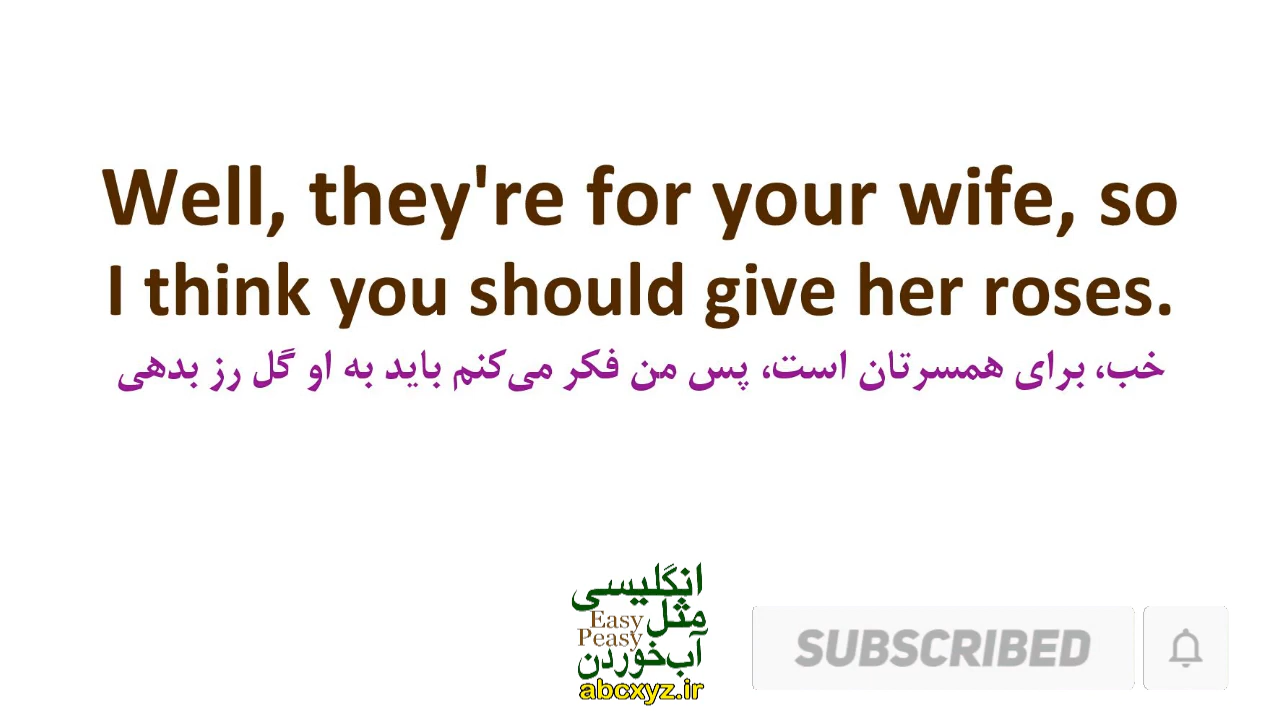 Well, they're for your wife, so
I think you should give her roses.
خب، برای همسرتان است، پس من فکر می‌کنم باید به او گل رز بدهی
انگلیسی
مثل
Easy
Peasy
آب‌خوردن
abcxyz.ir
SUBSCRIBED